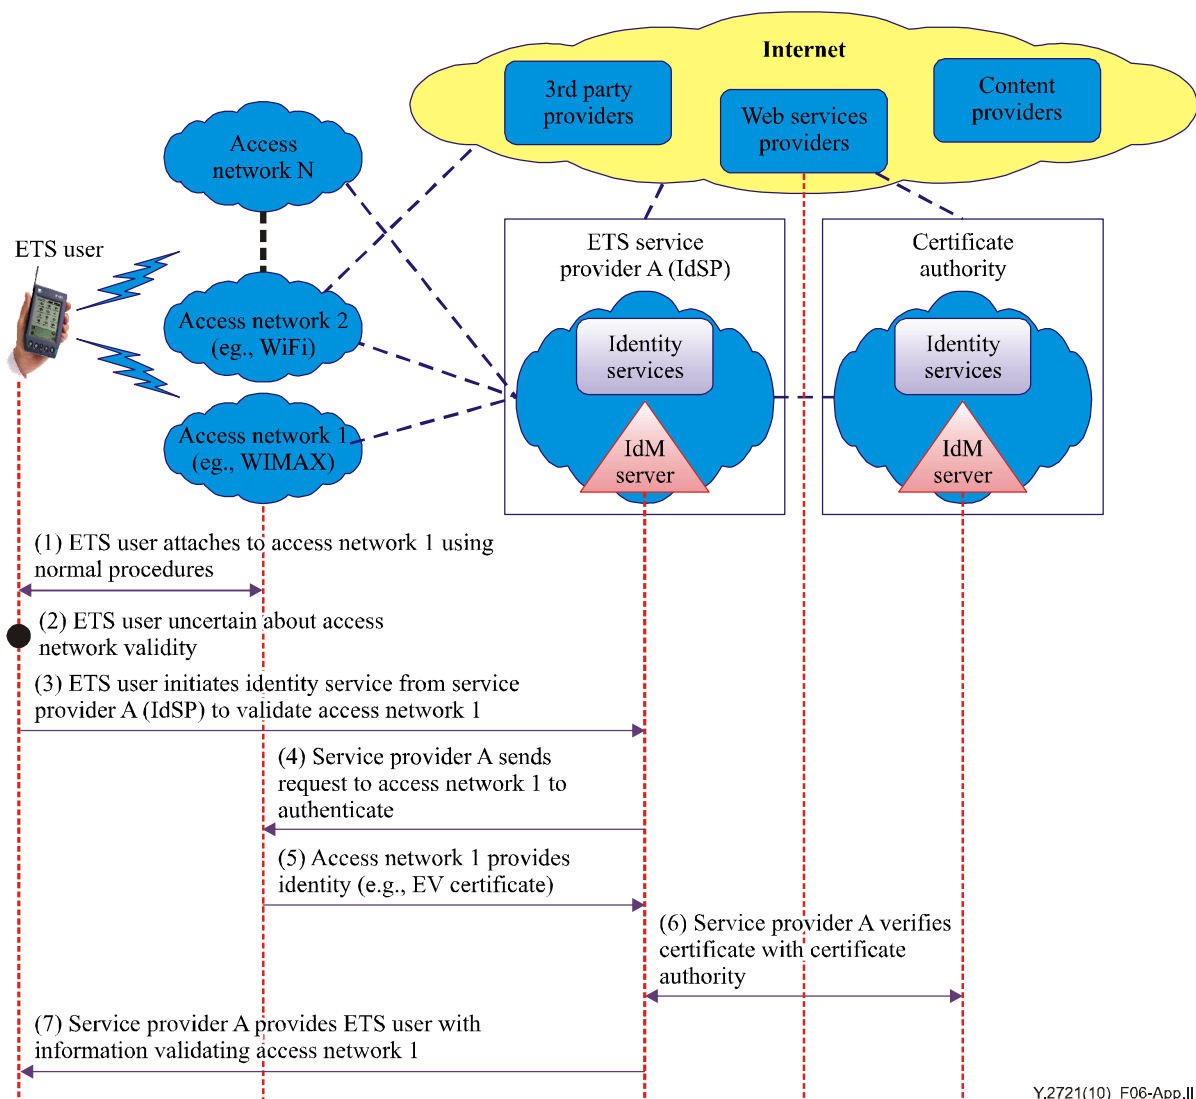 Internet
3rd party
providers
Web services
providers
Content
providers
Access
network N
ETS user
Access network 2
(eg., WiFi)
Access network 1
(eg., WIMAX)
ETS service
provider A (IdSP)
Identity
services
IdM
server
Certificate
authority
Identity
services
IdM
server
(1) ETS user attaches to access network 1 using
normal procedures
(2) ETS user uncertain about access
network validity
(3) ETS user initiates identity service from service
provider A (IdSP) to validate access network 1
(4) Service provider A sends
request to access network 1 to
authenticate
(5) Access network 1 provides
identity (e.g., EV certificate)
(6) Service provider A verifies
certificate with certificate
authority
(7) Service provider A provides ETS user with
information validating access network 1
Y.2721(10)_F06-App.II